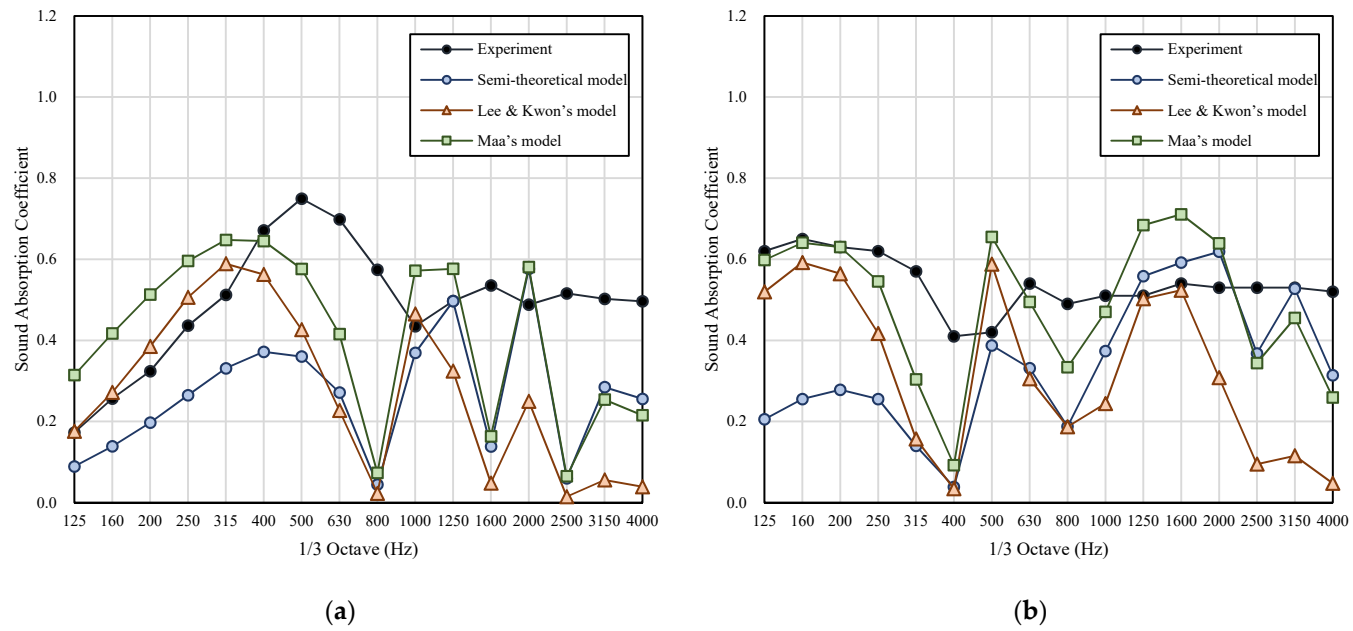 1.2
1.0
0.8
0.6
0.4
0.2
0.0
Sound Absorption Coefficient
Experiment
Semi-theoretical model
Lee & Kwon’s model
Maa’s model
125 160 200 250 315 400 500 630 800 1000 1250 1600 2000 2500 3150 4000
1/3 Octave (Hz)
(a)
1.2
1.0
0.8
0.6
0.4
0.2
0.0
Sound Absorption Coefficient
Experiment
Semi-theoretical model
Lee & Kwon’s model
Maa’s model
125 160 200 250 315 400 500 630 800 1000 1250 1600 2000 2500 3150 4000
1/3 Octave (Hz)
(b)